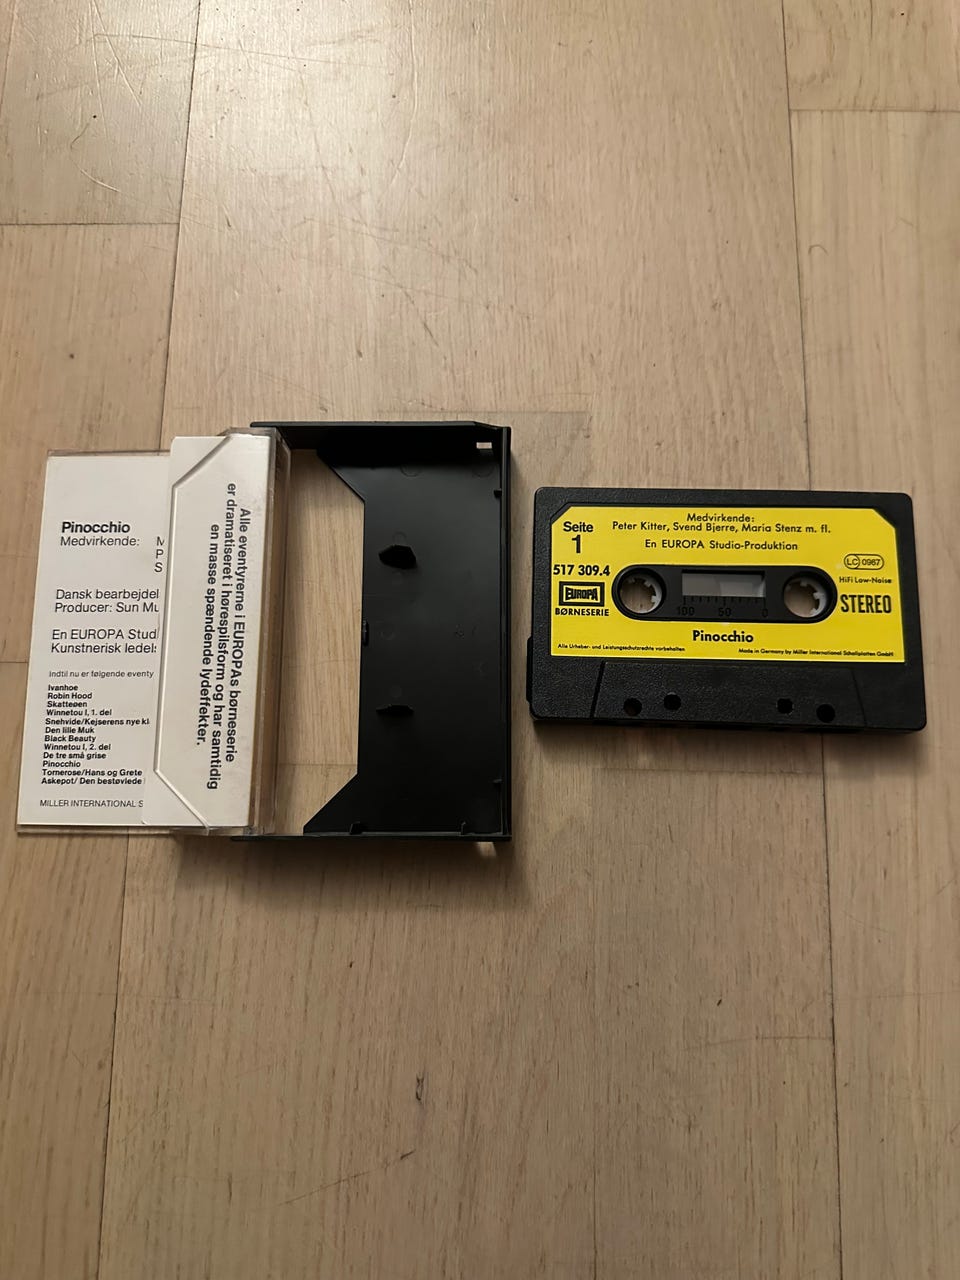 Pinocchio
Medvirkende:
Dansk bearbejdel
Producer: Sun Mu
En EUROPA Studi
Kunstnerisk ledels
Indtil nu er følgende eventy
Ivanhoe
Robin Hood
Skatteøen
Winnetou I, 1. del
Snehvide/Kejserens nye kl
Den lille Muk
Black Beauty
Winnetou I, 2. del
De tre små grise
Pinocchio
Tornerose/Hans og Grete
Askepot/ Den bestøvlede
MILLER INTERNATIONAL S
Alle eventyrerne i EUROPAs børneserie
er dramatiseret i hørespilsform og har samtidig
en masse spændende lydeffekter.
Medvirkende:
Peter Kitter, Svend Bjerre, Maria Stenz m. fl.
En EUROPA Studio-Produktion
Seite
1
517 309.4
EUROPA
BØRNESERIE
LC 0967
HiFi Low-Noise
STEREO
100 50 0
Pinocchio
Alle Urheber- und Leistungsschutzrechte vorbehalten
Made in Germany by Miller International Schallplatten GmbH